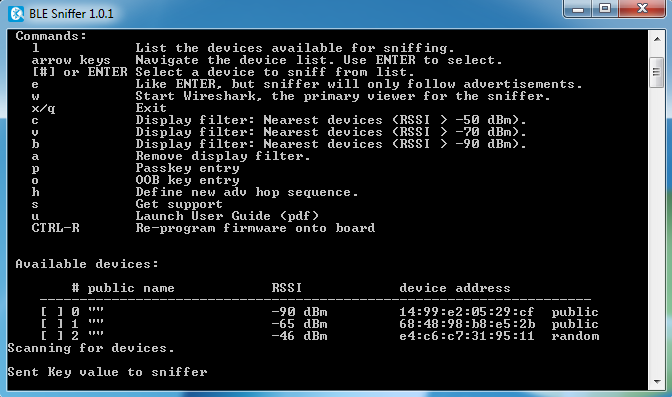 BLE Sniffer 1.0.1
Commands:
l List the devices available for sniffing.
arrow keys Navigate the device list. Use ENTER to select.
[#] or ENTER Select a device to sniff from list.
e Like ENTER, but sniffer will only follow advertisements.
w Start Wireshark, the primary viewer for the sniffer.
x/q Exit
c Display filter: Nearest devices (RSSI > -50 dBm).
v Display filter: Nearest devices (RSSI > -70 dBm).
b Display filter: Nearest devices (RSSI > -90 dBm).
a Remove display filter.
p Passkey entry
o OOB key entry
h Define new adv hop sequence.
s Get support
u Launch User Guide (pdf)
CTRL-R Re-program firmware onto board
Available devices:
# public name RSSI device address
[ ] 0 "" -90 dBm 14:99:e2:05:29:cf public
[ ] 1 "" -65 dBm 68:48:98:b8:e5:2b public
[ ] 2 "" -46 dBm e4:c6:c7:31:95:11 random
Scanning for devices.
Sent Key value to sniffer